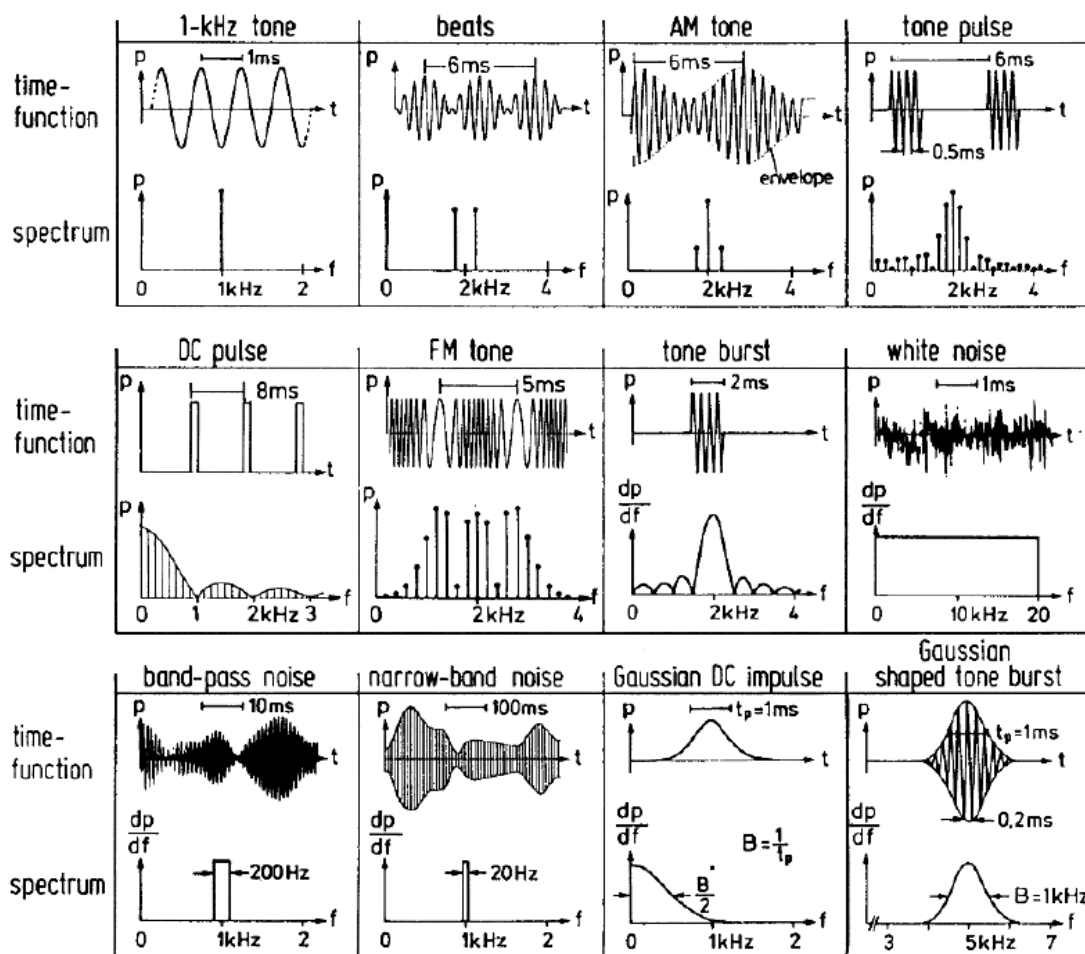 1-kHz tone
beats
AM tone
tone pulse
time-
function
p
1ms
t
p
6ms
t
p
6ms
t
envelope
p
6ms
t
0.5ms
spectrum
p
f
0 1kHz 2
p
f
0 2kHz 4
p
f
0 2kHz 4
p
f
0 2kHz 4
DC pulse
FM tone
tone burst
white noise
time-
function
p
8ms
t
p
5ms
t
p
2ms
t
p
1ms
t
spectrum
p
f
0 1 2kHz 3
p
f
0 2kHz 4
dp
df
f
0 2kHz 4
dp
df
f
0 10 kHz 20
band-pass noise
narrow-band noise
Gaussian DC impulse
Gaussian
shaped tone burst
time-
function
p
10ms
t
p
100ms
t
p
tp=1ms
t
p
tp=1ms
t
0,2ms
spectrum
dp
df
200Hz
f
0 1kHz 2
dp
df
20Hz
f
0 1kHz 2
dp
df
B=1/tp
B
2
f
0 1kHz 2
dp
df
B=1kHz
f
3 5kHz 7